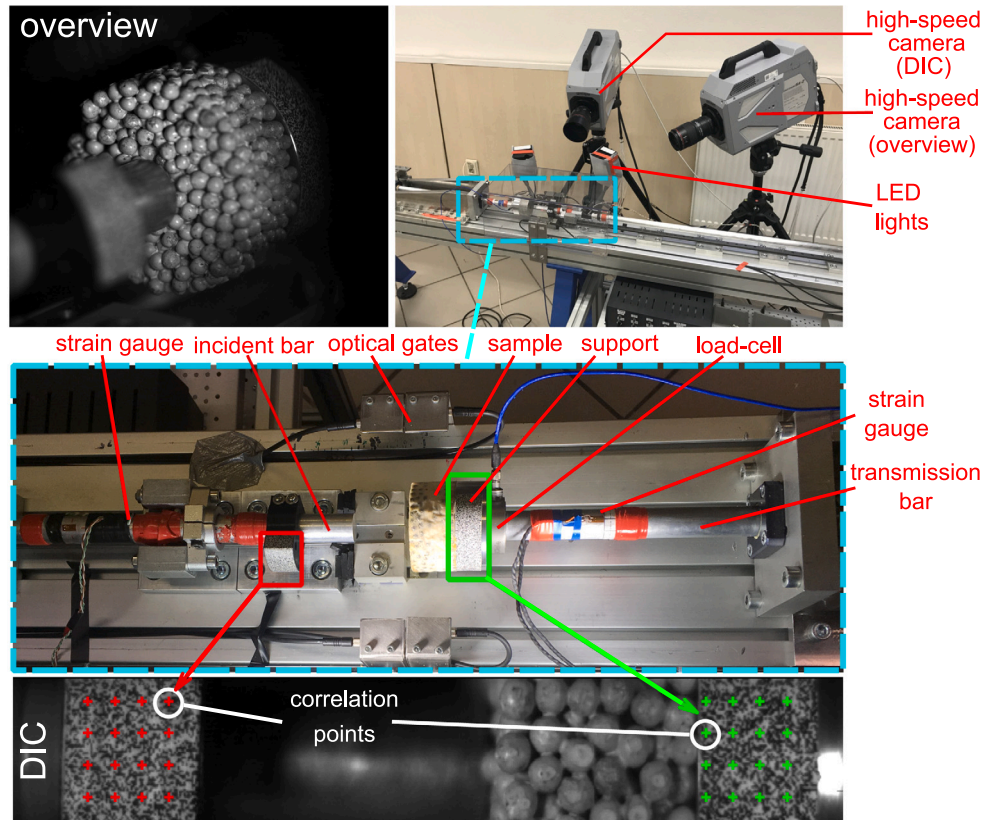 overview
high-speed
camera
(DIC)
high-speed
camera
(overview)
LED
lights
strain gauge
incident bar
optical gates
sample
support
load-cell
strain
gauge
transmission
bar
correlation
points
DIC